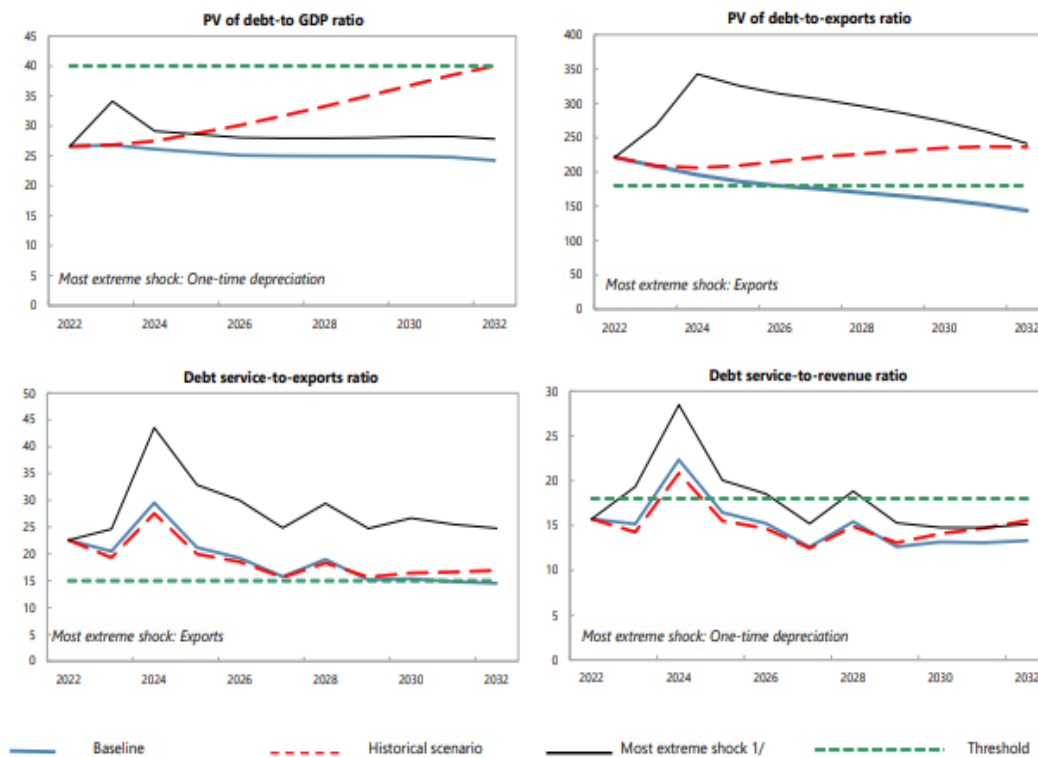 PV of debt-to GDP ratio
45
40
35
30
25
20
15
10
5
0
Most extreme shock: One-time depreciation
2022 2024 2026 2028 2030 2032
PV of debt-to-exports ratio
400
350
300
250
200
150
100
50
0
Most extreme shock: Exports
2022 2024 2026 2028 2030 2032
Debt service-to-exports ratio
50
45
40
35
30
25
20
15
10
5
0
Most extreme shock: Exports
2022 2024 2026 2028 2030 2032
Debt service-to-revenue ratio
30
25
20
15
10
5
0
Most extreme shock: One-time depreciation
2022 2024 2026 2028 2030 2032
Baseline Historical scenario Most extreme shock 1/ Threshold